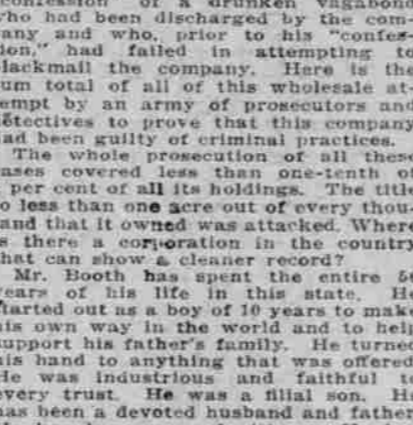 confession of a drunken vagabond
who had been discharged by the com-
any and who, prior to his "confes-
ion," had failed in attempting to
lackmail the company. Here is the
um total of all of this wholesale at-
empt by an army of prosecutors and
detectives to prove that this company
ad been guilty of criminal practices.
The whole prosecution of all these
ases covered less than one-tenth of
per cent of all its holdings. The title
o less than one acre out of every thou-
and that it owned was attacked. Where
s there a corporation in the country
hat can show a cleaner record?
Mr. Booth has spent the entire
ears of his life in this state. He
tarted out as a boy of 10 years to make
is own way in the world and to help
support his father's family. He turned
is hand to anything that was offered.
He was industrious and faithful to
every trust. He was a filial son. He
has been a devoted husband and father